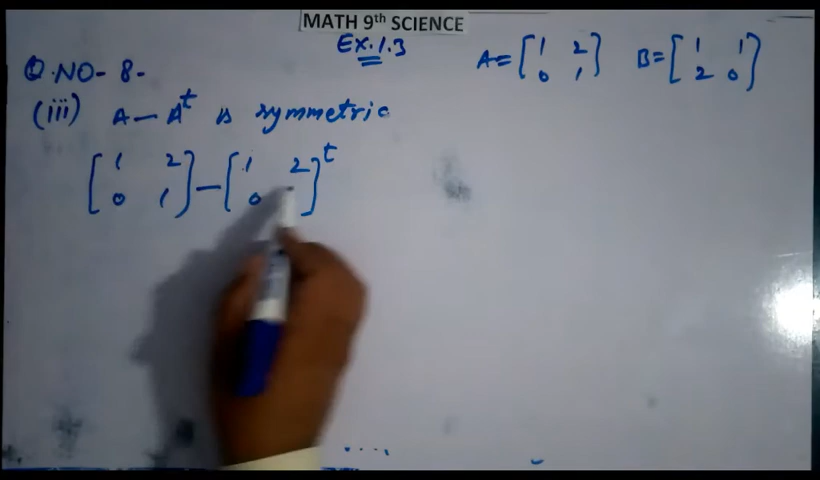 MATH 9th SCIENCE
Ex.1.3
A = [ 1 2 B = [ 1 1
0 1 ] 2 0 ]
Q.NO- 8-
(iii) A - A^t is symmetric
[ 1 2 - [ 1 2 ]^t
0 1 ] 0